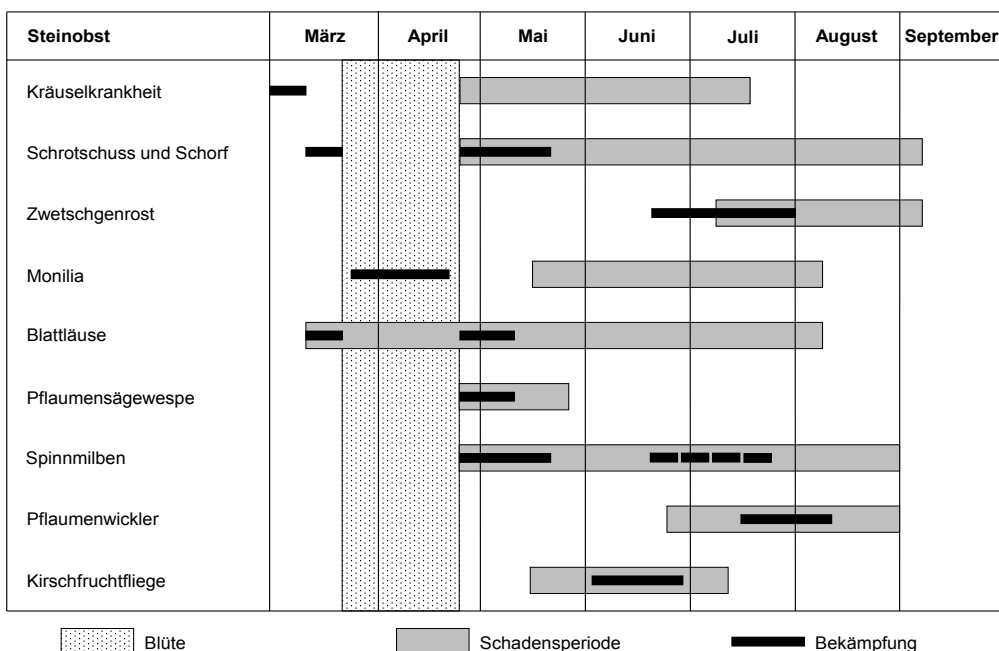 Steinobst März April Mai Juni Juli August September
Kräuselkrankheit
Schrotschuss und Schorf
Zwetschgenrost
Monilia
Blattläuse
Pflaumensägewespe
Spinnmilben
Pflaumenwickler
Kirschfruchtfliege
Blüte Schadensperiode Bekämpfung